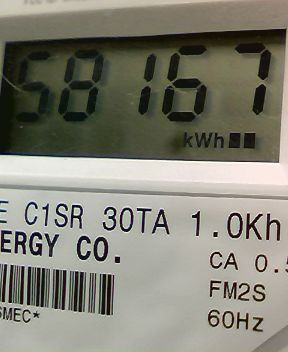 58167
kWh
E C1SR 30TA 1.0Kh
ERGY CO.
CA 0.5
FM2S
SMEC*
60Hz